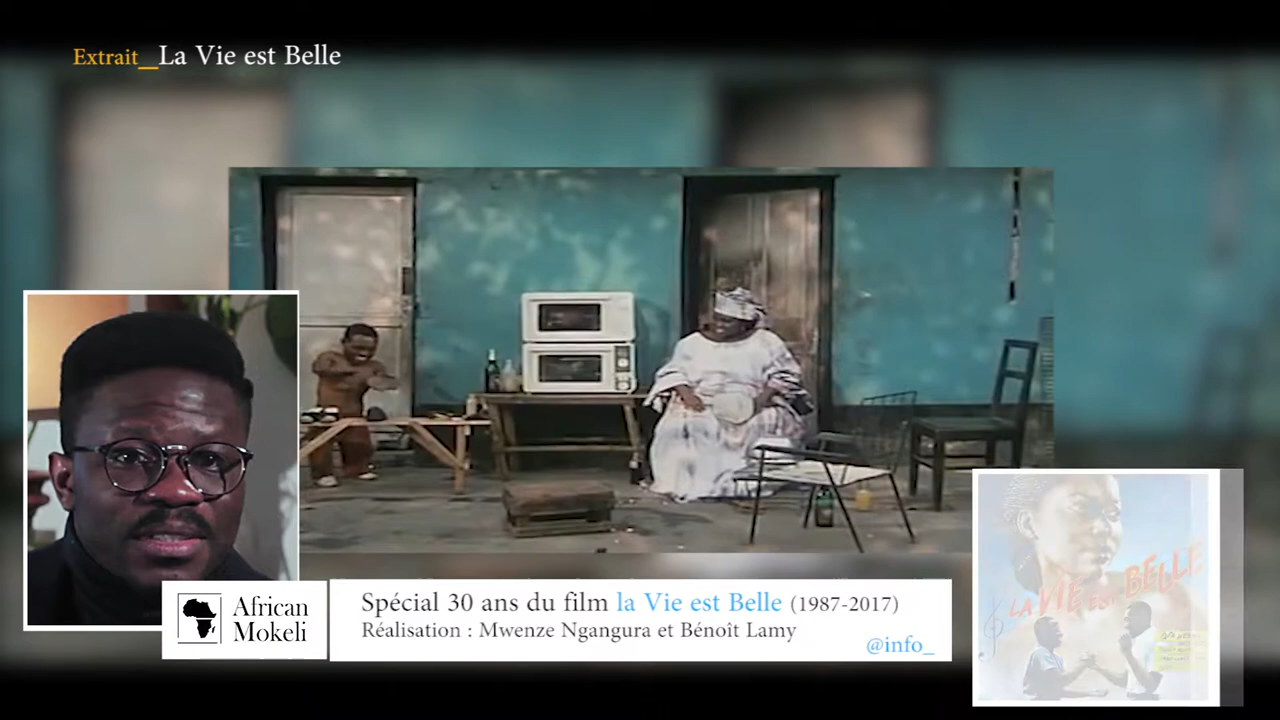 Extrait_La Vie est Belle
African
Mokeli
Spécial 30 ans du film la Vie est Belle (1987-2017)
Réalisation : Mwenze Ngangura et Bénoît Lamy
@info_
LA VIE EST BELLE